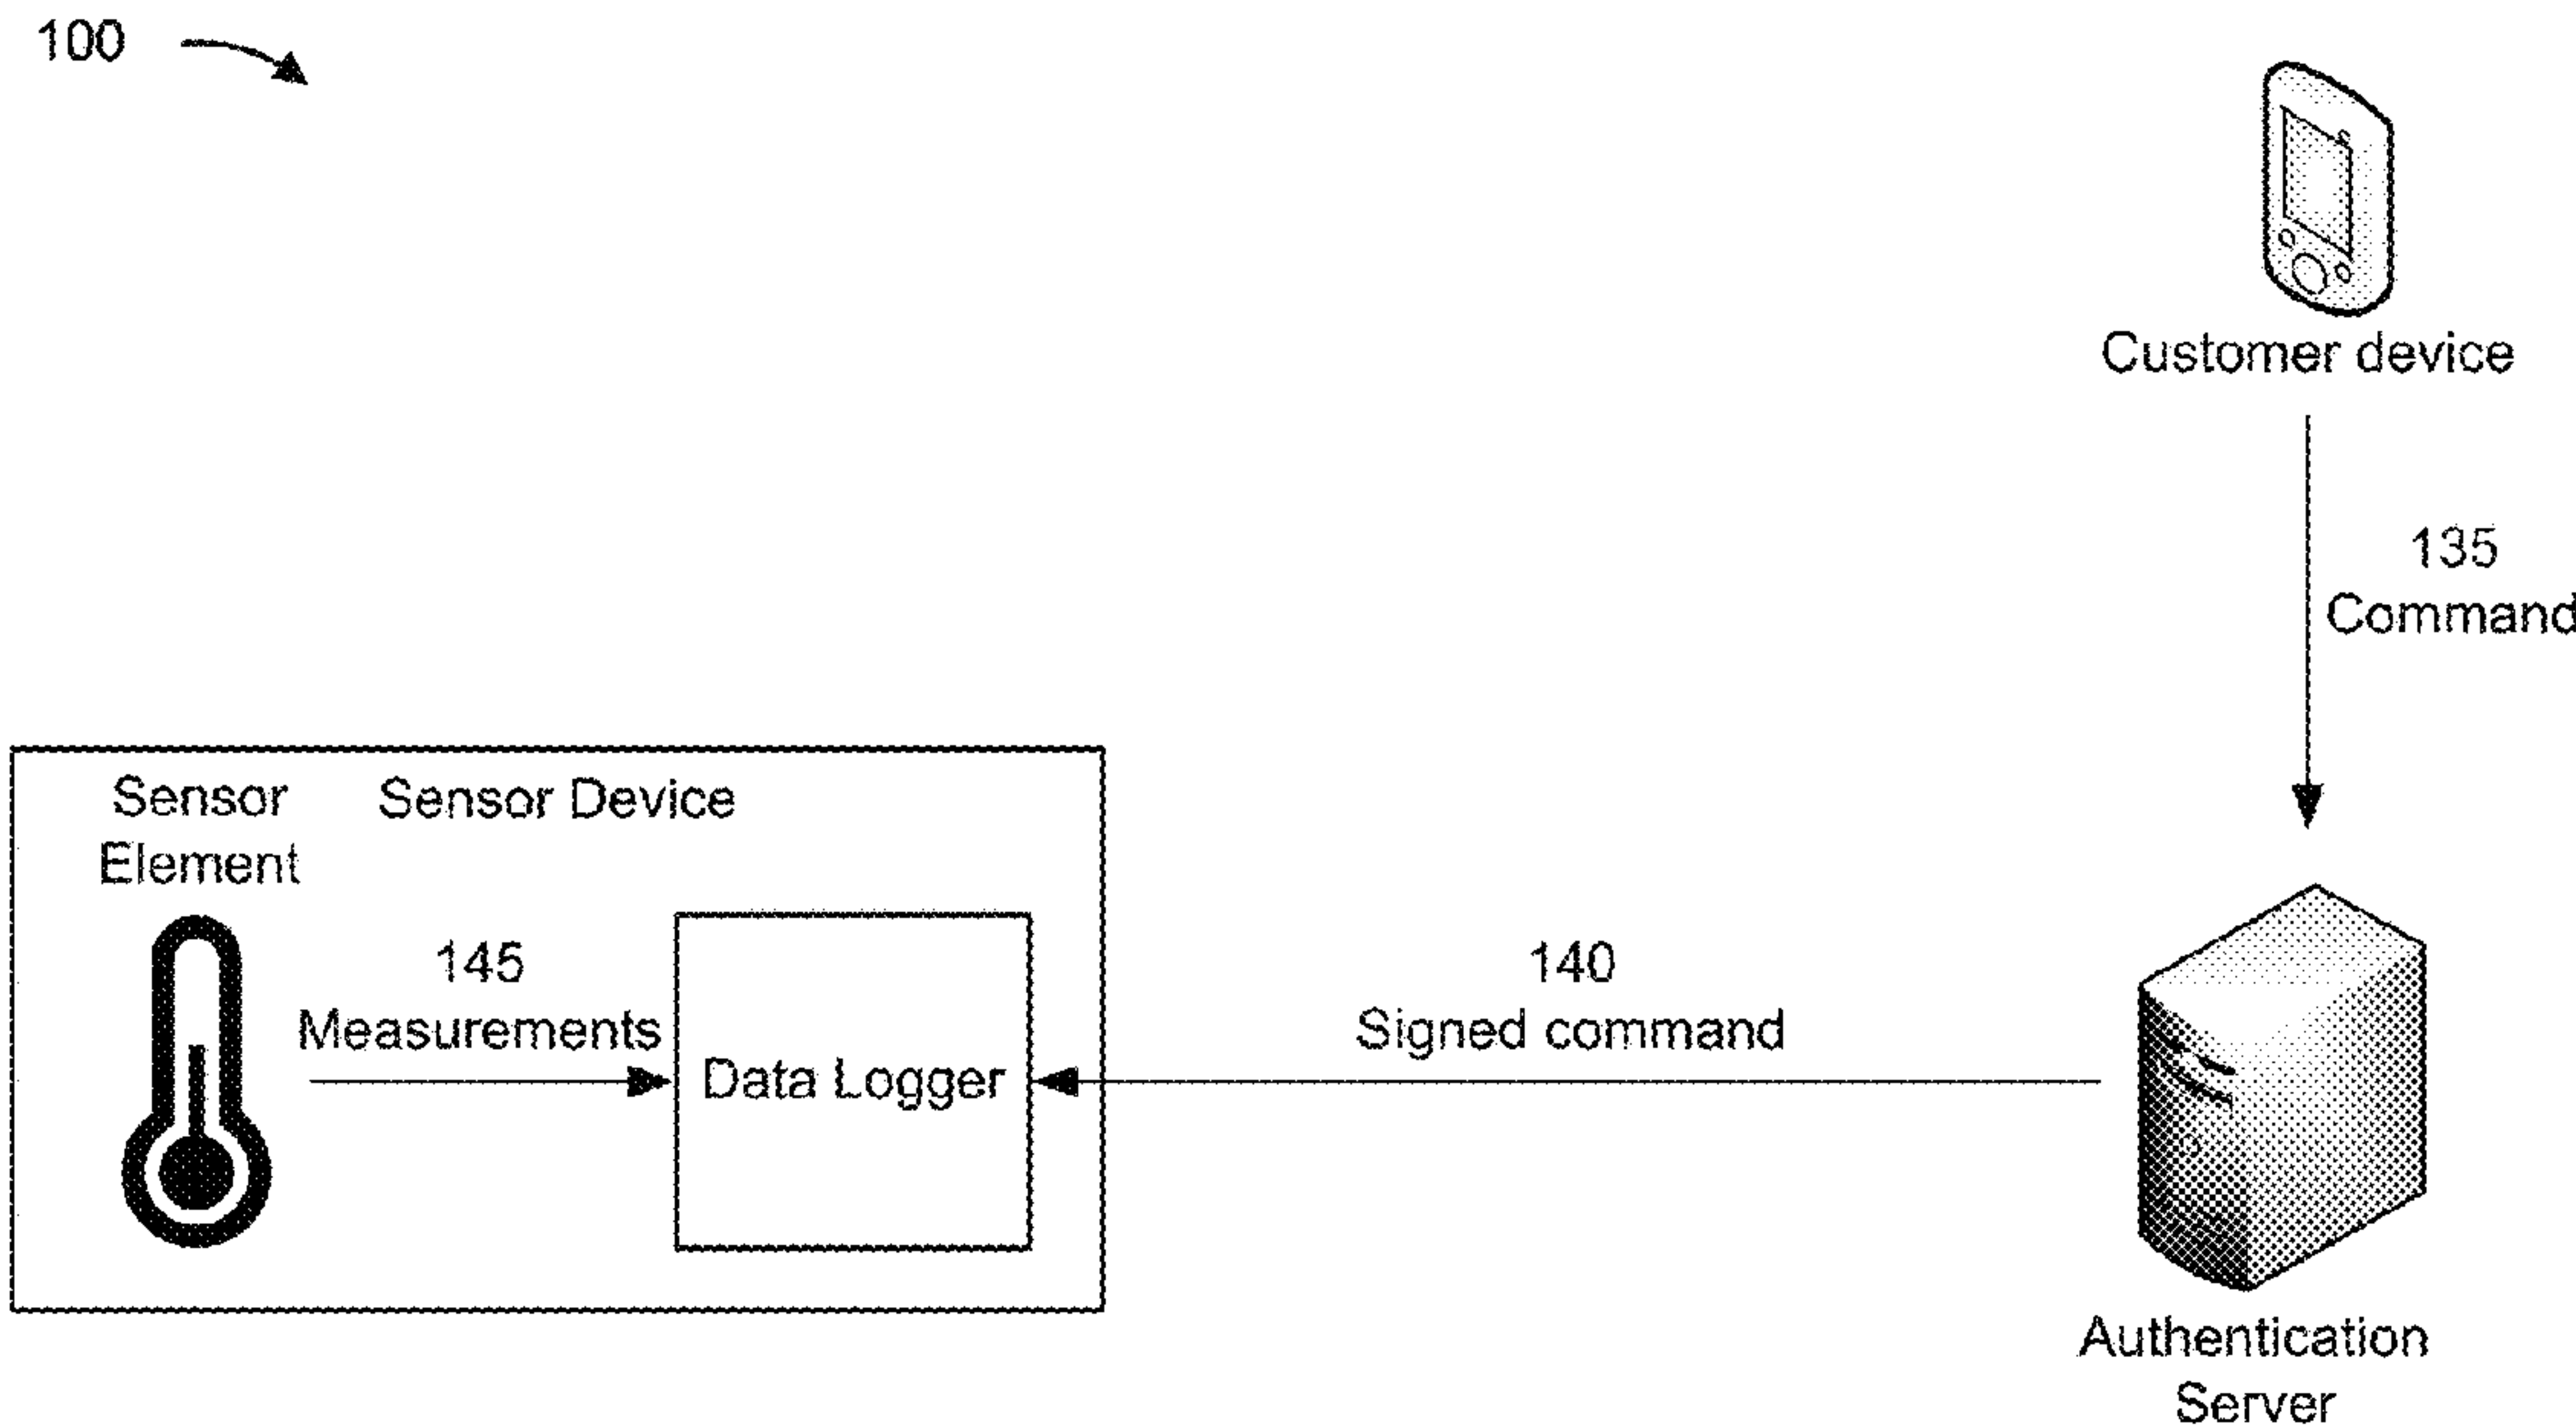 100
Customer device
135
Command
Sensor
Element
Sensor Device
145
Measurements
Data Logger
140
Signed command
Authentication
Server